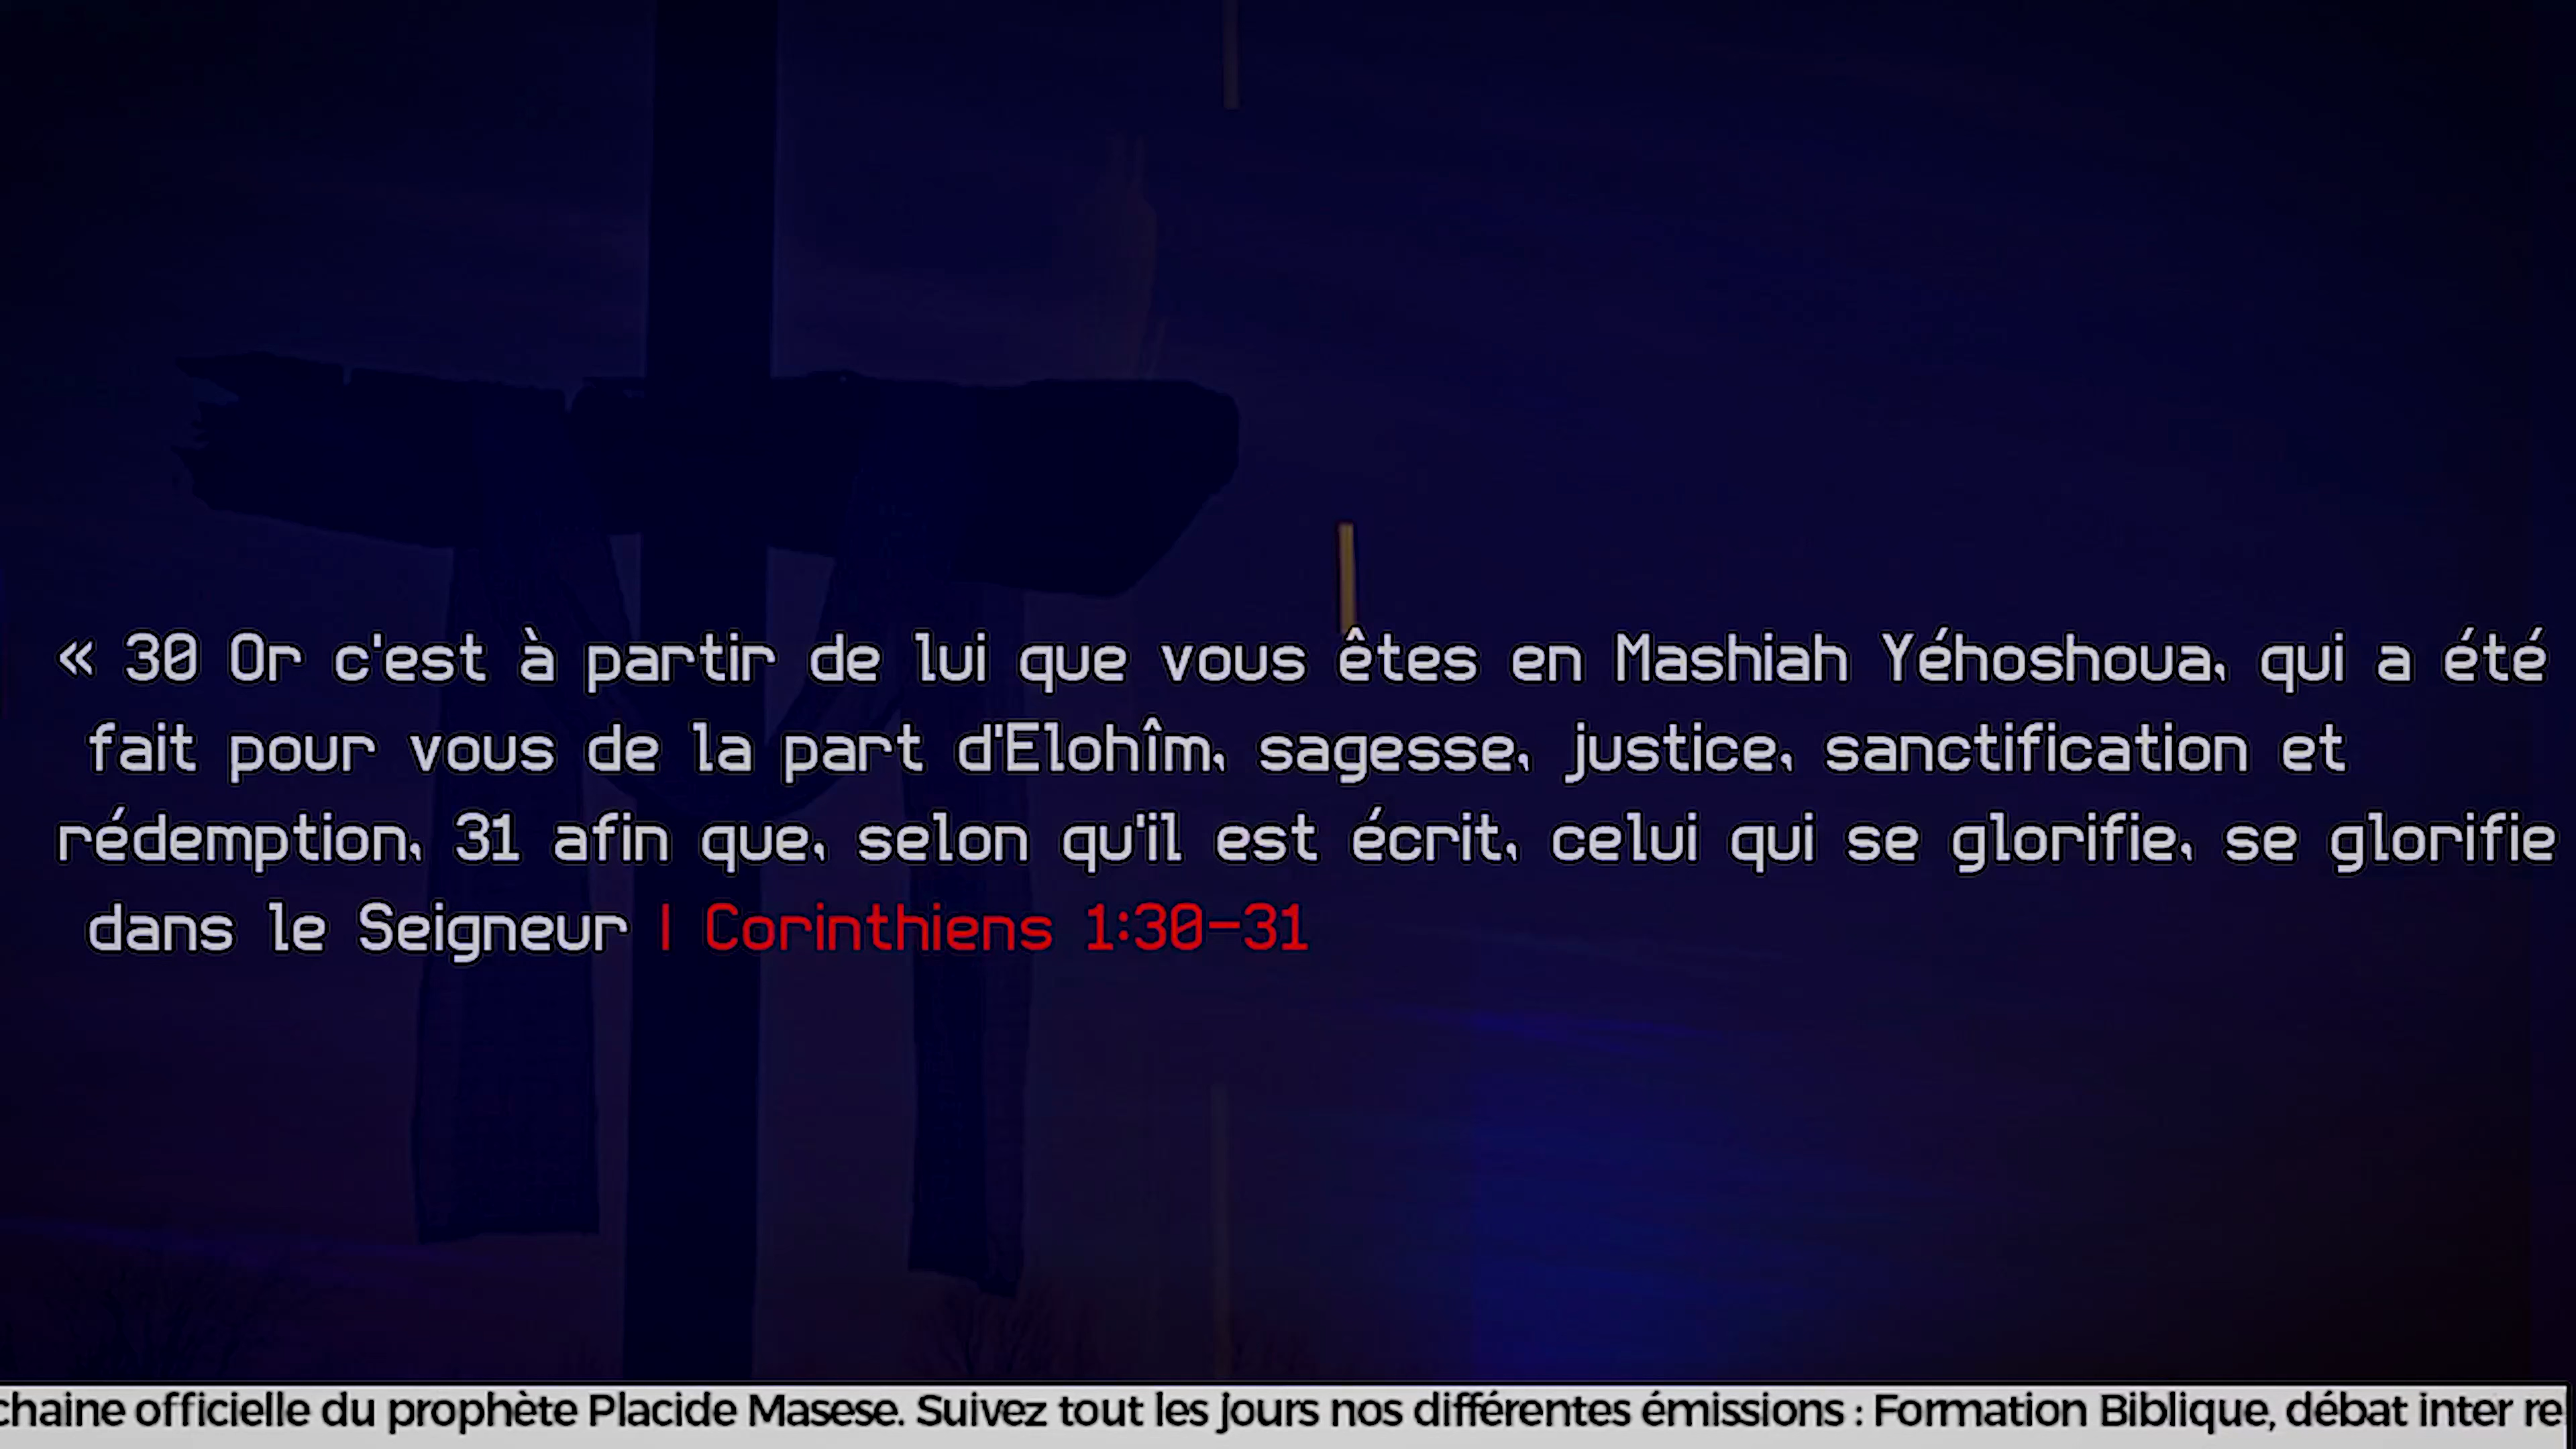 « 30 Or c'est à partir de lui que vous êtes en Mashiah Yéhoshoua, qui a été
fait pour vous de la part d'Elohîm, sagesse, justice, sanctification et
rédemption, 31 afin que, selon qu'il est écrit, celui qui se glorifie, se glorifie
dans le Seigneur | Corinthiens 1:30-31
chaine officielle du prophète Placide Masese. Suivez tout les jours nos différentes émissions : Formation Biblique, débat inter re